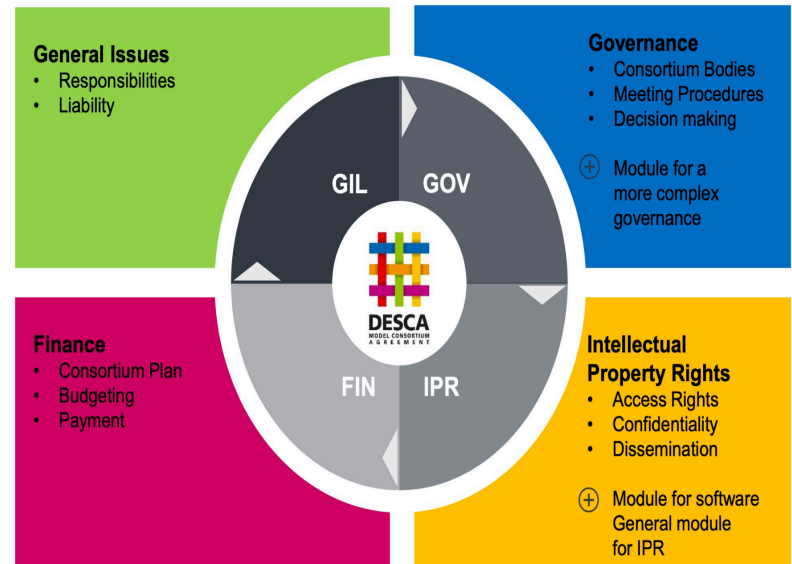 General Issues
• Responsibilities
• Liability
Governance
• Consortium Bodies
• Meeting Procedures
• Decision making
+ Module for a
more complex
governance
GIL
GOV
DESCA
MODEL CONSORTIUM
AGREEMENT
FIN
IPR
Finance
• Consortium Plan
• Budgeting
• Payment
Intellectual
Property Rights
• Access Rights
• Confidentiality
• Dissemination
+ Module for software
General module
for IPR